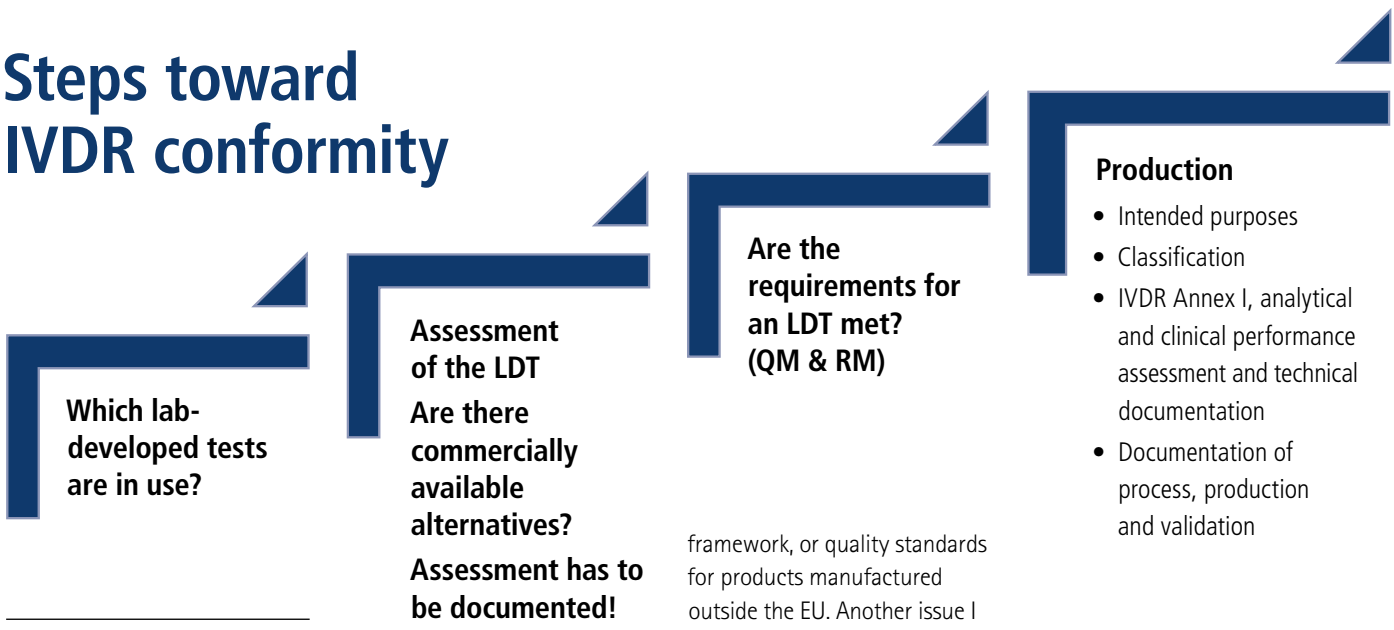 Steps toward
IVDR conformity
Which lab-
developed tests
are in use?
Assessment
of the LDT
Are there
commercially
available
alternatives?
Assessment has to
be documented!
Are the
requirements for
an LDT met?
(QM & RM)
framework, or quality standards
for products manufactured
outside the EU. Another issue I
Production
• Intended purposes
• Classification
• IVDR Annex I, analytical
and clinical performance
assessment and technical
documentation
• Documentation of
process, production
and validation